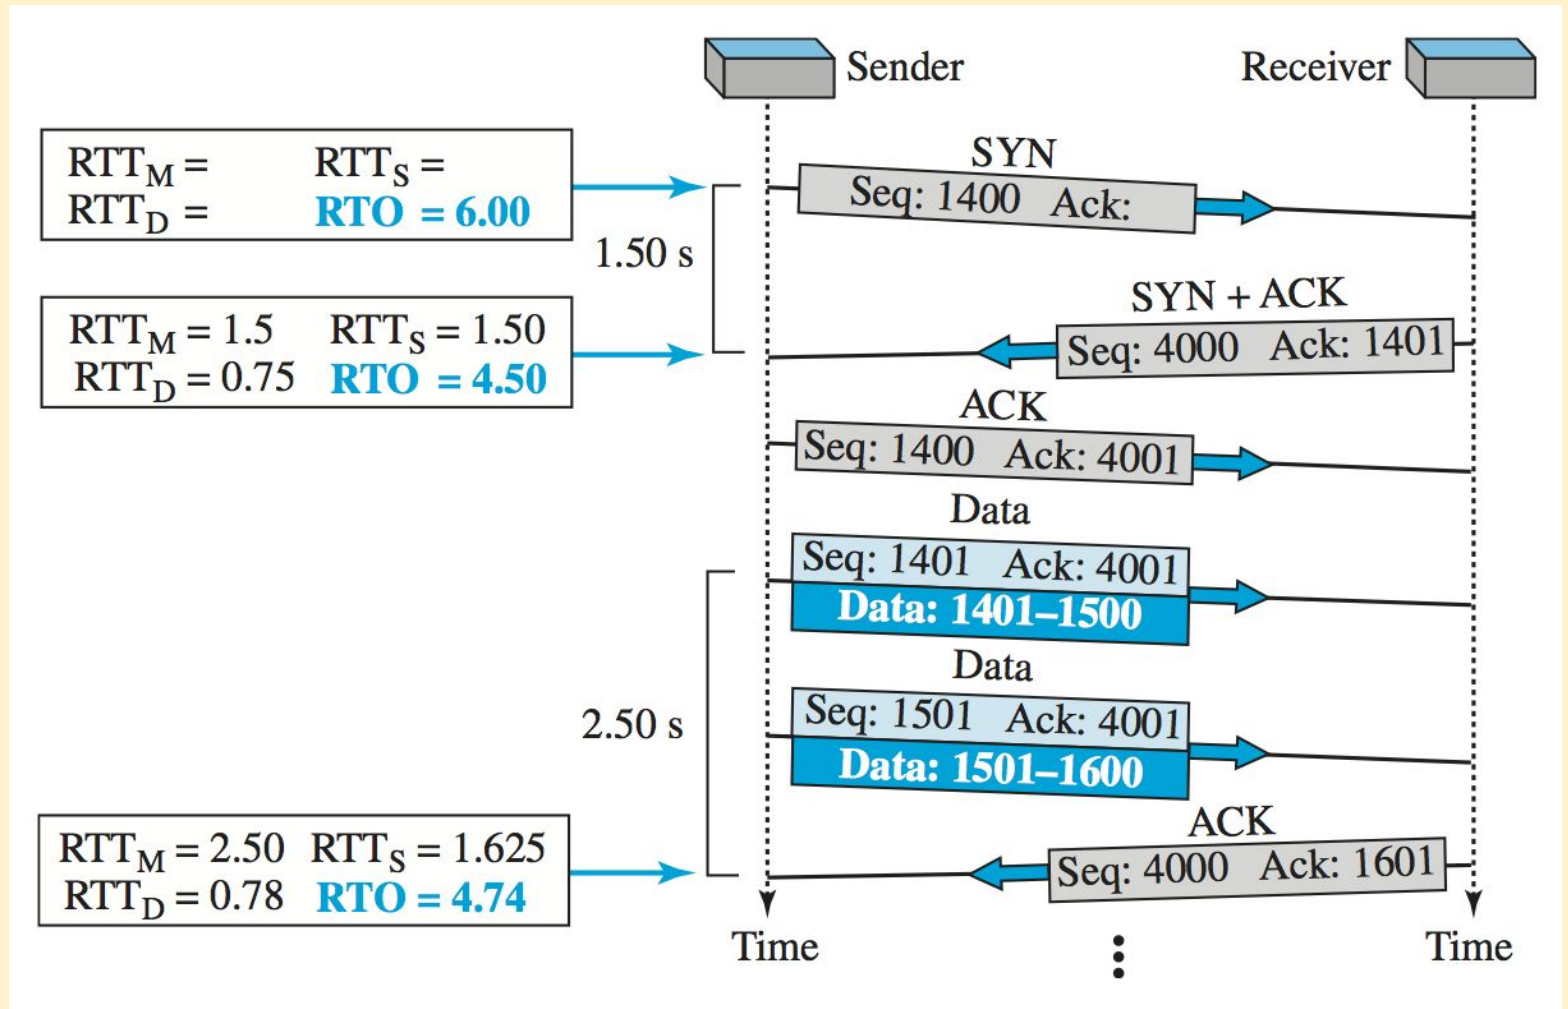 Sender
Receiver
RTTM = RTTS =
RTTD = RTO = 6.00
SYN
Seq: 1400 Ack:
1.50 s
SYN + ACK
Seq: 4000 Ack: 1401
RTTM = 1.5 RTTS = 1.50
RTTD = 0.75 RTO = 4.50
ACK
Seq: 1400 Ack: 4001
Data
Seq: 1401 Ack: 4001
Data: 1401–1500
Data
2.50 s
Seq: 1501 Ack: 4001
Data: 1501–1600
ACK
Seq: 4000 Ack: 1601
RTTM = 2.50 RTTS = 1.625
RTTD = 0.78 RTO = 4.74
Time
Time